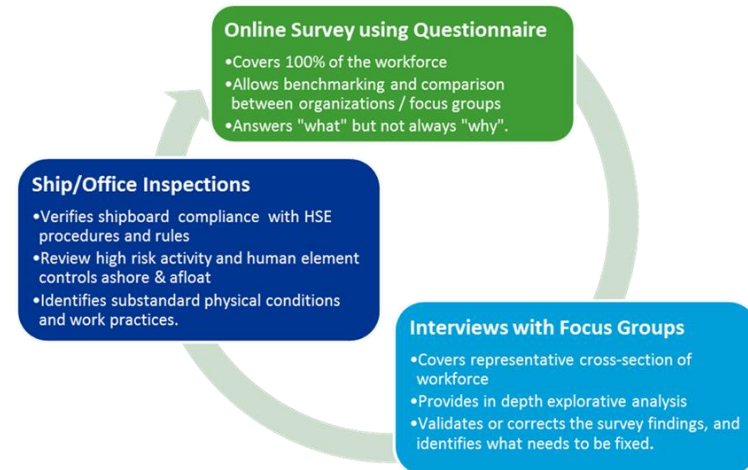 Online Survey using Questionnaire
•Covers 100% of the workforce
•Allows benchmarking and comparison
between organizations / focus groups
•Answers "what" but not always "why".
Ship/Office Inspections
•Verifies shipboard compliance with HSE
procedures and rules
•Review high risk activity and human element
controls ashore & afloat
•Identifies substandard physical conditions
and work practices.
Interviews with Focus Groups
•Covers representative cross-section of
workforce
•Provides in depth explorative analysis
•Validates or corrects the survey findings, and
identifies what needs to be fixed.